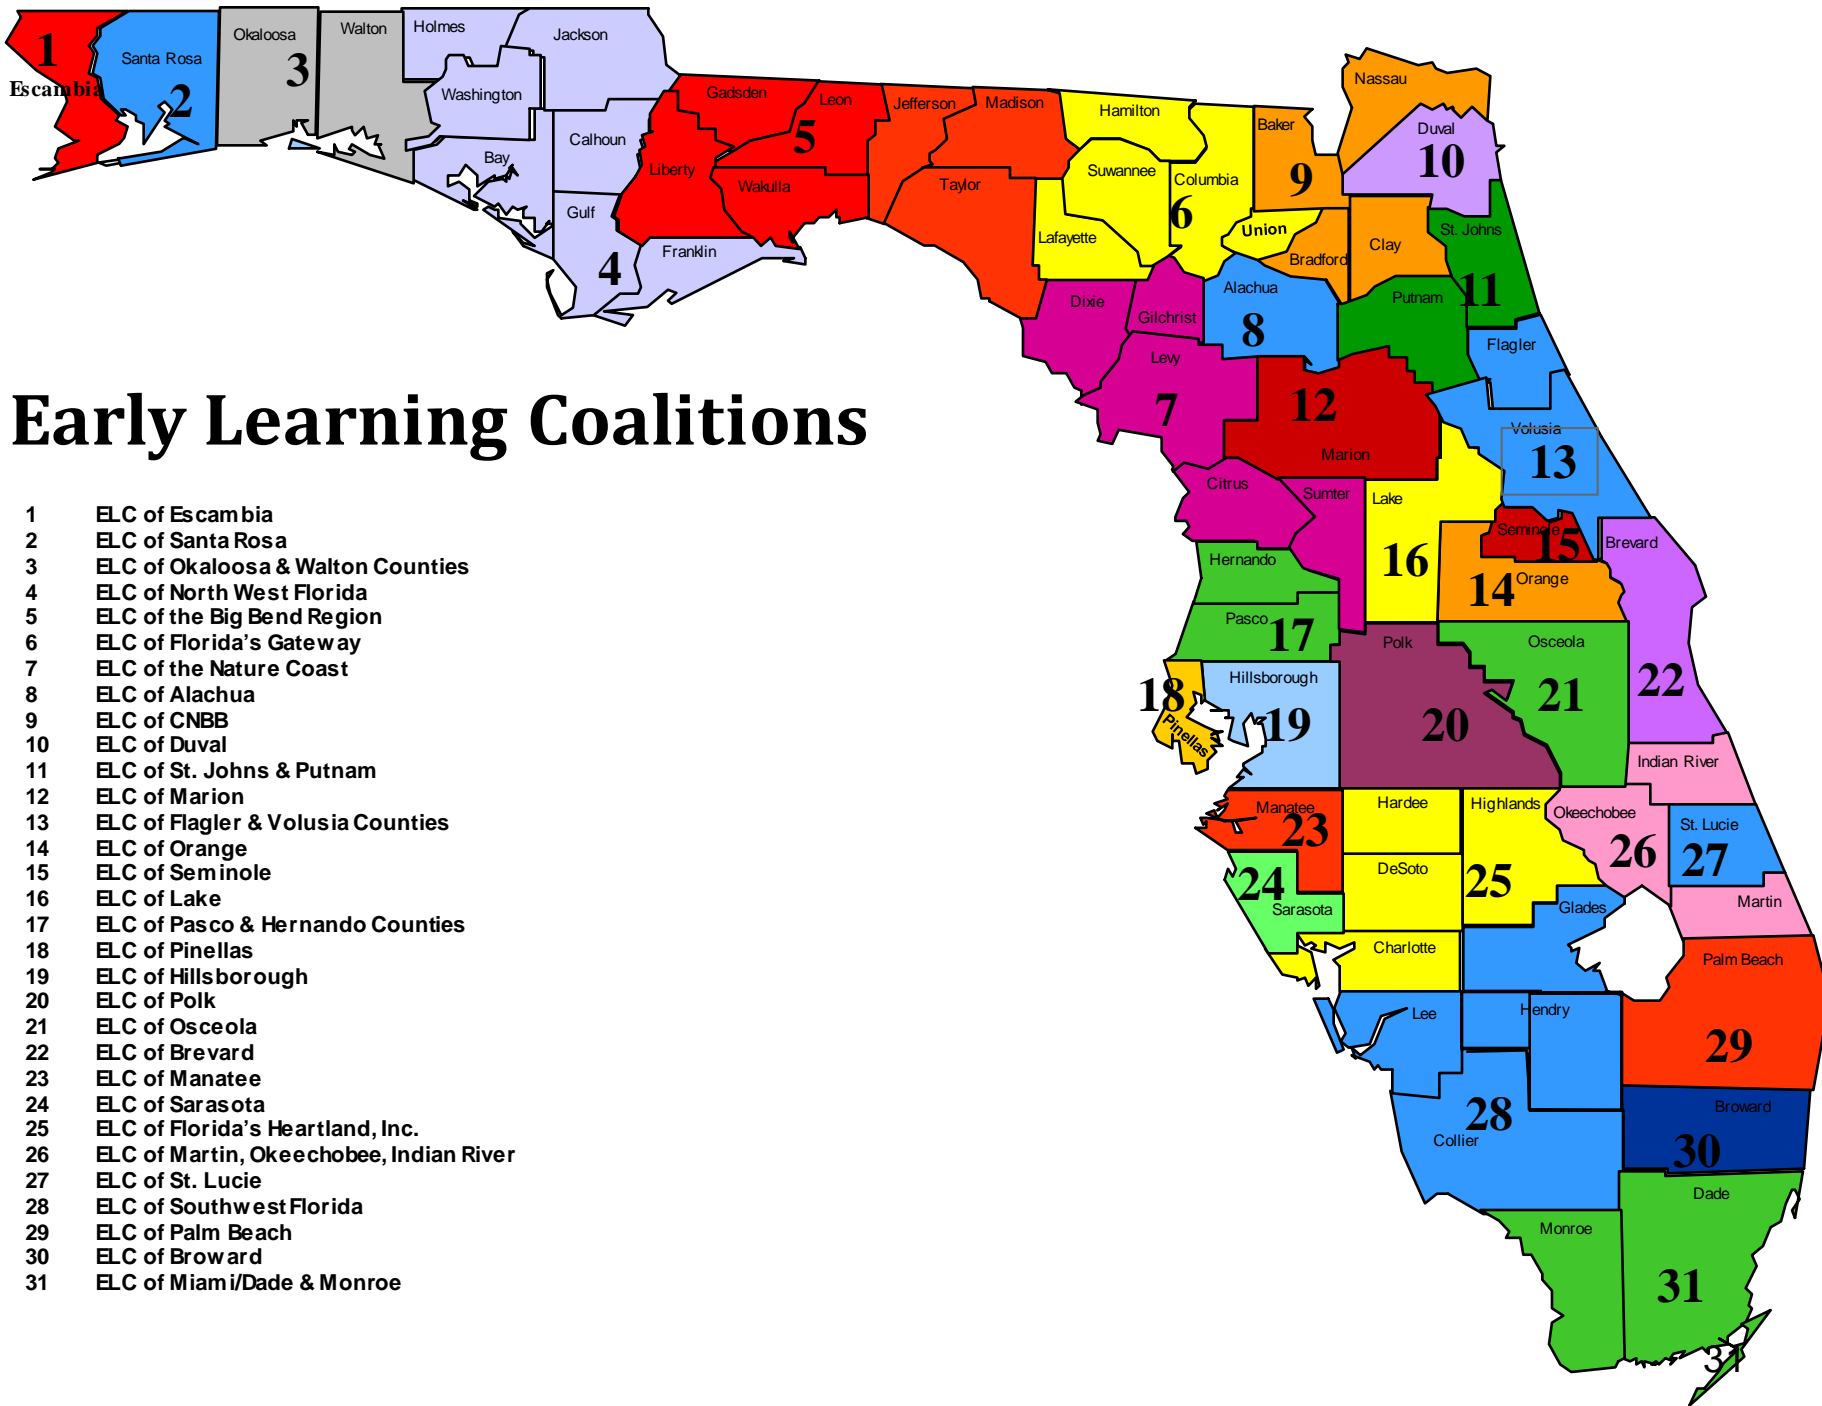 Holmes
Jackson
Okaloosa
Walton
1
Santa Rosa
3
Escambia
2
Washington
Calhoun
Bay
Gulf
4
Franklin
Gadsden
Leon
5
Liberty
Wakulla
Jefferson
Madison
Taylor
Hamilton
Suwannee
Columbia
6
Lafayette
Union
Baker
9
Nassau
Duval
10
Bradford
Clay
St. Johns
11
Putnam
Dixie
Gilchrist
Alachua
8
Levy
7
12
Marion
Flagler
Volusia
13
Citrus
Sumter
Lake
16
Seminole
15
Orange
14
Brevard
22
Hernando
Pasco
17
Polk
20
Osceola
21
18
Pinellas
Hillsborough
19
Indian River
Manatee
23
Hardee
Highlands
25
Okeechobee
26
St. Lucie
27
24
Sarasota
DeSoto
Glades
Martin
Charlotte
Palm Beach
29
Lee
Hendry
28
Collier
Broward
30
Dade
Monroe
31
31
Early Learning Coalitions
1 ELC of Escambia
2 ELC of Santa Rosa
3 ELC of Okaloosa & Walton Counties
4 ELC of North West Florida
5 ELC of the Big Bend Region
6 ELC of Florida’s Gateway
7 ELC of the Nature Coast
8 ELC of Alachua
9 ELC of CNBB
10 ELC of Duval
11 ELC of St. Johns & Putnam
12 ELC of Marion
13 ELC of Flagler & Volusia Counties
14 ELC of Orange
15 ELC of Seminole
16 ELC of Lake
17 ELC of Pasco & Hernando Counties
18 ELC of Pinellas
19 ELC of Hillsborough
20 ELC of Polk
21 ELC of Osceola
22 ELC of Brevard
23 ELC of Manatee
24 ELC of Sarasota
25 ELC of Florida’s Heartland, Inc.
26 ELC of Martin, Okeechobee, Indian River
27 ELC of St. Lucie
28 ELC of Southwest Florida
29 ELC of Palm Beach
30 ELC of Broward
31 ELC of Miami/Dade & Monroe